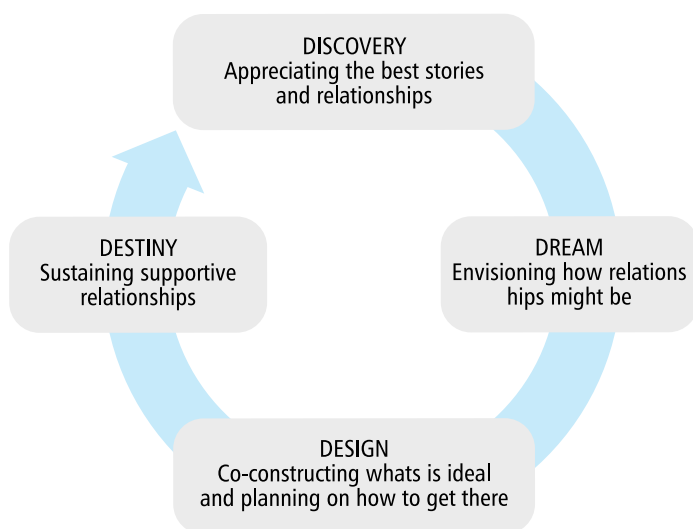 DISCOVERY
Appreciating the best stories
and relationships
DESTINY
Sustaining supportive
relationships
DREAM
Envisioning how relations
hips might be
DESIGN
Co-constructing whats is ideal
and planning on how to get there